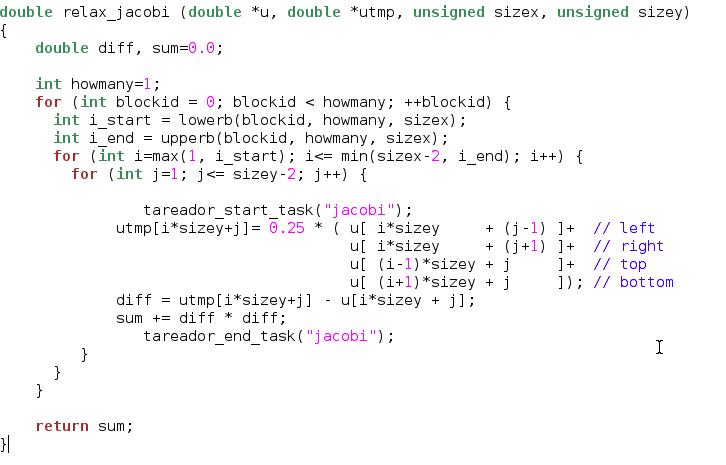 double relax_jacobi (double *u, double *utmp, unsigned sizex, unsigned sizey)
{
    double diff, sum=0.0;

    int howmany=1;
    for (int blockid = 0; blockid < howmany; ++blockid) {
      int i_start = lowerb(blockid, howmany, sizex);
      int i_end = upperb(blockid, howmany, sizex);
      for (int i=max(1, i_start); i<= min(sizex-2, i_end); i++) {
        for (int j=1; j<= sizey-2; j++) {

                tareador_start_task("jacobi");
             utmp[i*sizey+j]= 0.25 * ( u[ i*sizey     + (j-1) ]+  // left
                                       u[ i*sizey     + (j+1) ]+  // right
                                       u[ (i-1)*sizey + j     ]+  // top
                                       u[ (i+1)*sizey + j     ]); // bottom
             diff = utmp[i*sizey+j] - u[i*sizey + j];
             sum += diff * diff;
                tareador_end_task("jacobi");
         }
      }
    }

    return sum;
}